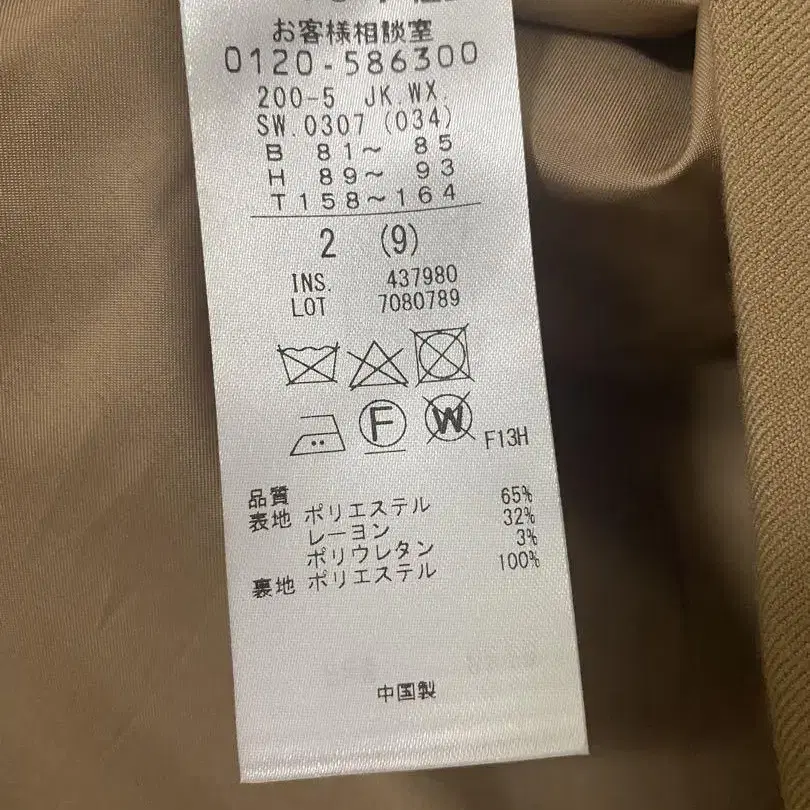 お客様相談室
0120-586300
200-5 JK.WX.
SW.0307 (034)
B 81～ 85
H 89～ 93
T158～164
2 (9)
INS. 437980
LOT 7080789
F W F13H
品質
表地 ポリエステル 65%
レーヨン 32%
ポリウレタン 3%
裏地 ポリエステル 100%
中国製